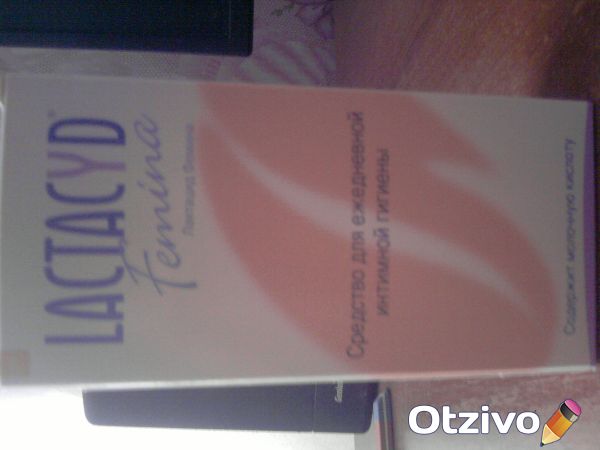 LACTACYD
Femina
Лактацид Фемина
Средство для ежедневной
интимной гигиены
Содержит молочную кислоту
Otzivo